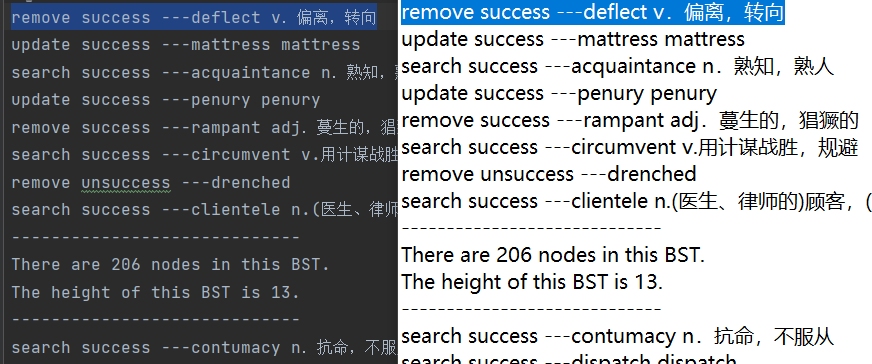 remove success ---deflect v. 偏离，转向
update success ---mattress mattress
search success ---acquaintance n. 熟知，
update success ---penury penury
remove success ---rampant adj. 蔓生的，猖
search success ---circumvent v.用计谋战胜
remove unsuccess ---drenched
search success ---clientele n.(医生、律师
----------------------------
There are 206 nodes in this BST.
The height of this BST is 13.
----------------------------
search success ---contumacy n. 抗命，不服
remove success ---deflect v. 偏离，转向
update success ---mattress mattress
search success ---acquaintance n. 熟知，熟人
update success ---penury penury
remove success ---rampant adj. 蔓生的，猖獗的
search success ---circumvent v.用计谋战胜，规避
remove unsuccess ---drenched
search success ---clientele n.(医生、律师的)顾客，(
----------------------------
There are 206 nodes in this BST.
The height of this BST is 13.
----------------------------
search success ---contumacy n. 抗命，不服从
search success ---dispatch dispatch